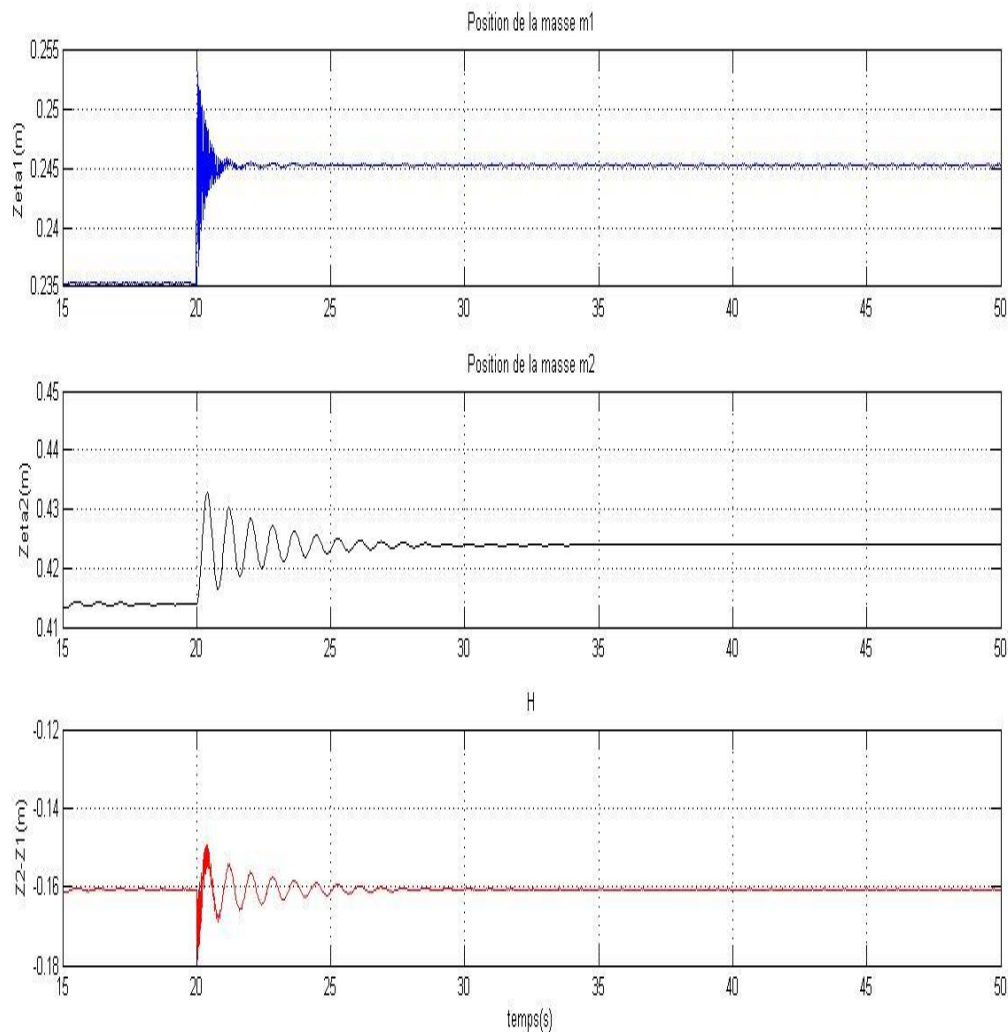 Position de la masse m1
0.255
0.25
0.245
0.24
0.235
Zeta1(m)
15 20 25 30 35 40 45 50
Position de la masse m2
0.45
0.44
0.43
0.42
0.41
Zeta2(m)
15 20 25 30 35 40 45 50
H
-0.12
-0.14
-0.16
-0.18
Z2-Z1(m)
15 20 25 30 35 40 45 50
temps(s)